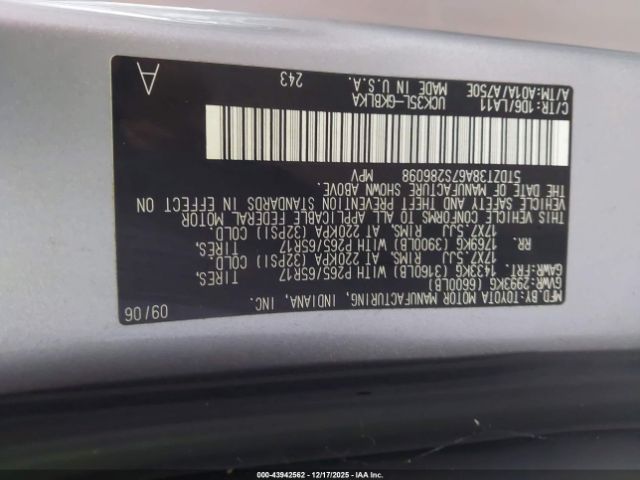 MFD.BY: TOYOTA MOTOR MANUFACTURING, INDIANA, INC. 09/06
GVWR: 2993KG (6600LB)
GAWR:FRT. 1433KG (3160LB) WITH P265/65R17 TIRES,
17X7.5JJ RIMS, AT 220KPA (32PSI) COLD.
RR. 1769KG (3900LB) WITH P265/65R17 TIRES,
17X7.5JJ RIMS, AT 220KPA (32PSI) COLD.
THIS VEHICLE CONFORMS TO ALL APPLICABLE FEDERAL MOTOR
VEHICLE SAFETY AND THEFT PREVENTION STANDARDS IN EFFECT ON
THE DATE OF MANUFACTURE SHOWN ABOVE.
5TDZT38A67S286098 MPV
C/TR:1D6/LA11 UCK35L-GKBLKA 243
A/TM:-A01A/A750E MADE IN U.S.A. A
000-43942562 | 12/17/2025 - IAAC, Inc.